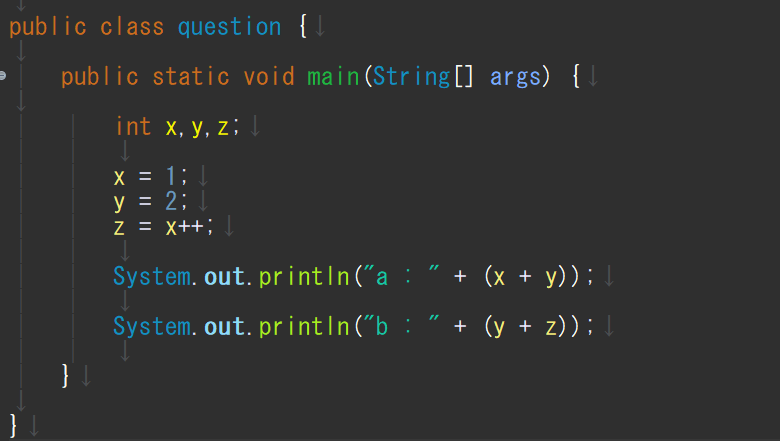 public class question {
public static void main(String[] args) {
int x,y,z;
x = 1;
y = 2;
z = x++;
System.out.println("a : " + (x + y));
System.out.println("b : " + (y + z));
}
}